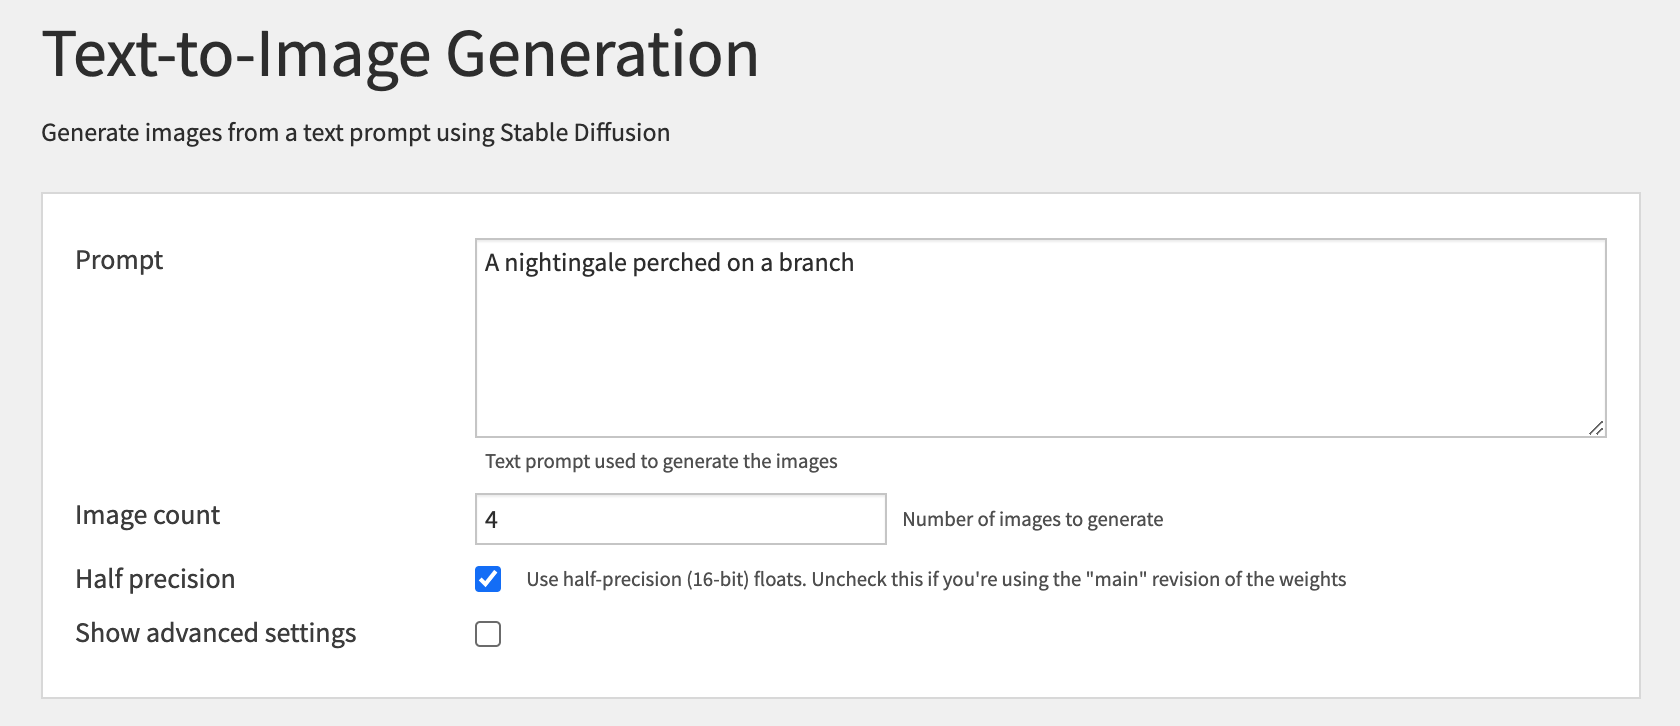 Text-to-Image Generation
Generate images from a text prompt using Stable Diffusion
Prompt
A nightingale perched on a branch
Text prompt used to generate the images
Image count
4
Number of images to generate
Half precision
Use half-precision (16-bit) floats. Uncheck this if you're using the "main" revision of the weights
Show advanced settings